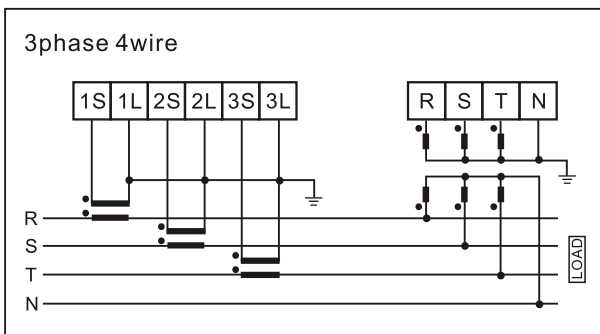 3phase 4wire
1S 1L 2S 2L 3S 3L
R S T N
R
S
T
N
LOAD